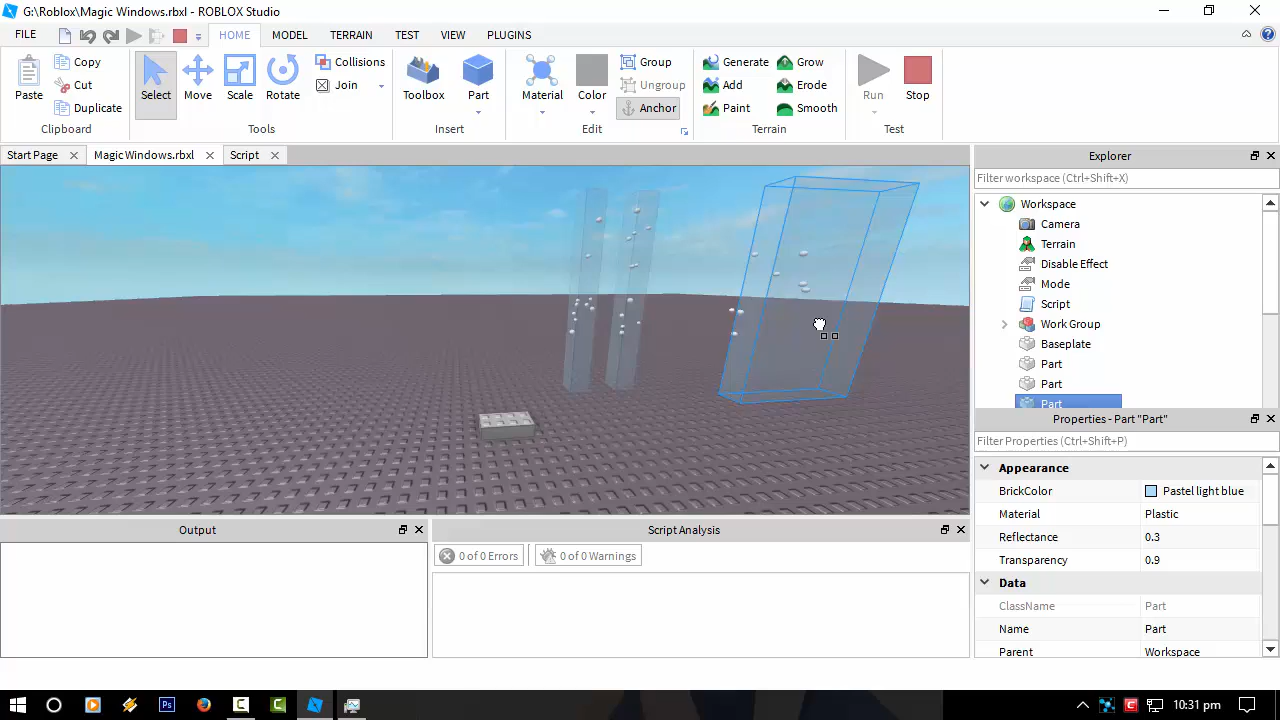 G:\Roblox\Magic Windows.rbxl - ROBLOX Studio
FILE HOME MODEL TERRAIN TEST VIEW PLUGINS
Paste Copy Cut Duplicate
Select Move Scale Rotate Collisions Join
Toolbox Part
Material Color Group Ungroup Anchor
Generate Grow Add Erode Paint Smooth
Run Stop
Clipboard Tools Insert Edit Terrain Test
Start Page MagicWindows.rbxl Script
Explorer
Filter workspace (Ctrl+Shift+X)
Workspace
Camera
Terrain
Disable Effect
Mode
Script
Work Group
Baseplate
Part
Part
Part
Properties - Part "Part"
Filter Properties (Ctrl+Shift+P)
Appearance
BrickColor Pastel light blue
Material Plastic
Reflectance 0.3
Transparency 0.9
Data
ClassName Part
Name Part
Parent Workspace
Output
Script Analysis
0 of 0 Errors 0 of 0 Warnings
Ps
C
C
C
10:31 pm